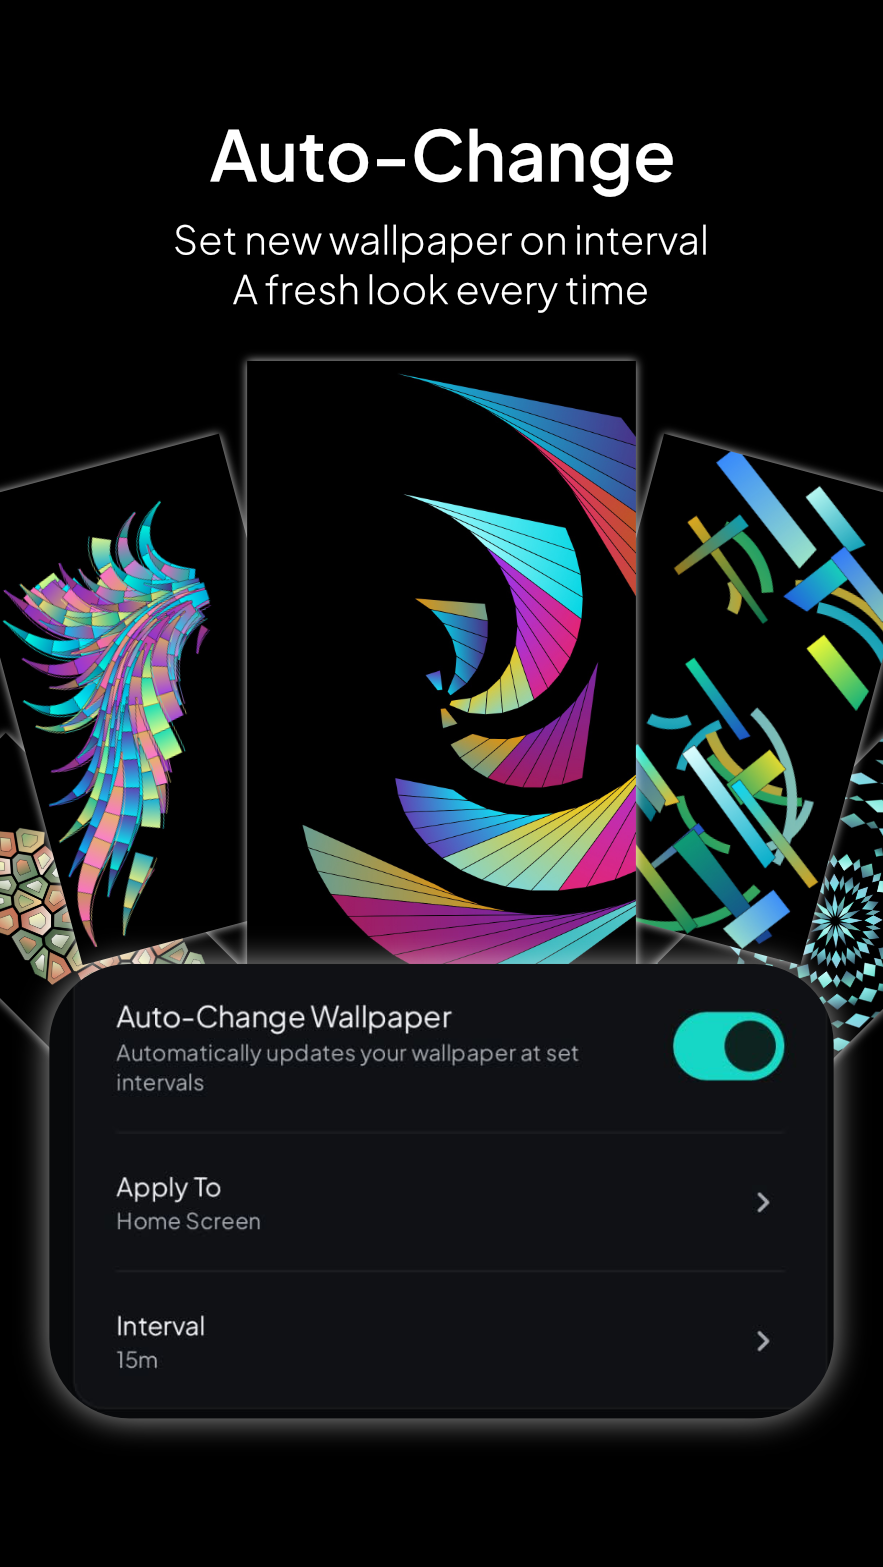 Auto-Change
Set new wallpaper on interval
A fresh look every time
Auto-Change Wallpaper
Automatically updates your wallpaper at set
intervals
Apply To
Home Screen
Interval
15m